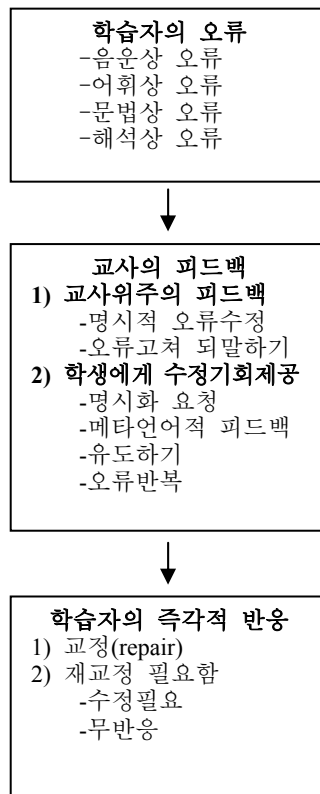 학습자의 오류
-음운상 오류
-어휘상 오류
-문법상 오류
-해석상 오류
교사의 피드백
1) 교사위주의 피드백
-명시적 오류수정
-오류고쳐 되말하기
2) 학생에게 수정기회제공
-명시화 요청
-메타언어적 피드백
-유도하기
-오류반복
학습자의 즉각적 반응
1) 교정(repair)
2) 재교정 필요함
-수정필요
-무반응